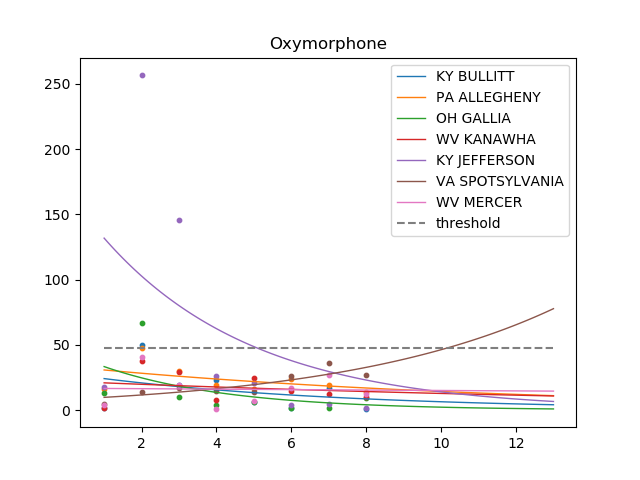 Oxymorphone
250
200
150
100
50
0
2 4 6 8 10 12
KY BULLITT
PA ALLEGHENY
OH GALLIA
WV KANAWHA
KY JEFFERSON
VA SPOTSYLVANIA
WV MERCER
threshold